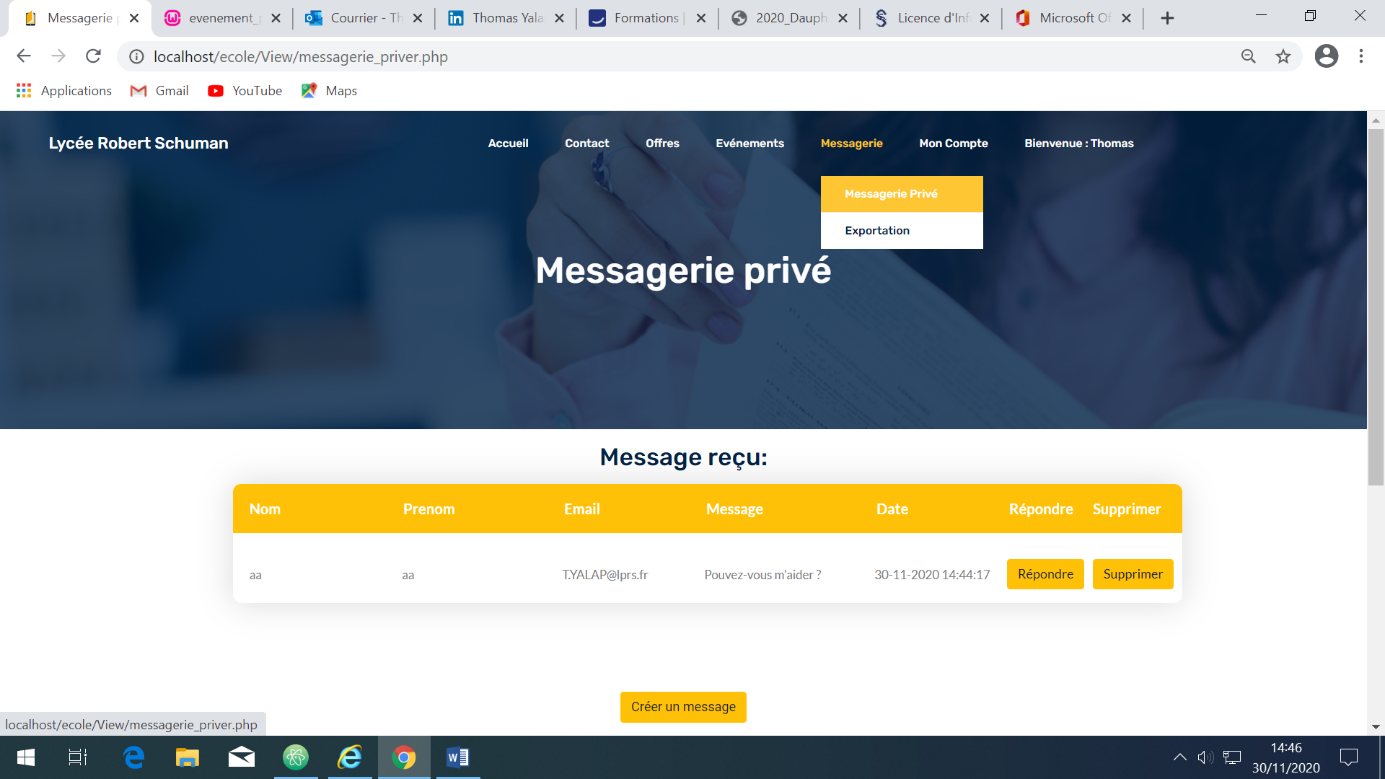 Messagerie p
evenement_
Courrier - Th
Thomas Yala
Formations |
2020_Dauph
Licence d'Inf
Microsoft Of
localhost/ecole/View/messagerie_priver.php
Applications Gmail YouTube Maps
Lycée Robert Schuman Accueil Contact Offres Evénements Messagerie Mon Compte Bienvenue : Thomas
Messagerie Privé
Exportation
Messagerie privé
Message reçu:
Nom Prenom Email Message Date Répondre Supprimer
aa aa T.YALAP@lprs.fr Pouvez-vous m'aider ? 30-11-2020 14:44:17 Répondre Supprimer
Créer un message
localhost/ecole/View/messagerie_priver.php
14:46
30/11/2020